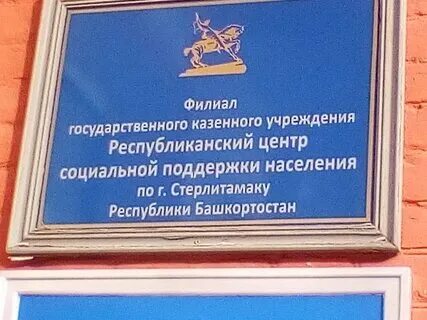 Филиал
государственного казенного учреждения
Республиканский центр
социальной поддержки населения
по г. Стерлитамаку
Республики Башкортостан